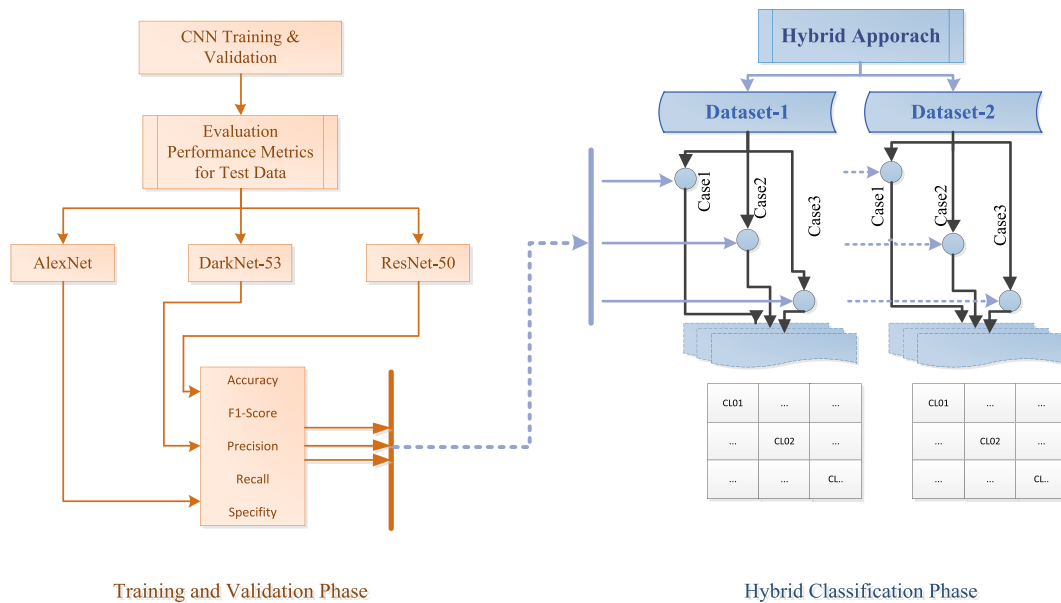 CNN Training &
Validation
Evaluation
Performance Metrics
for Test Data
AlexNet
DarkNet-53
ResNet-50
Accuracy
F1-Score
Precision
Recall
Specifity
Training and Validation Phase
Hybrid Apporach
Dataset-1
Dataset-2
Case1
Case2
Case3
Case1
Case2
Case3
CL01 ... ...
... CL02 ...
... ... CL..
CL01 ... ...
... CL02 ...
... ... CL..
Hybrid Classification Phase